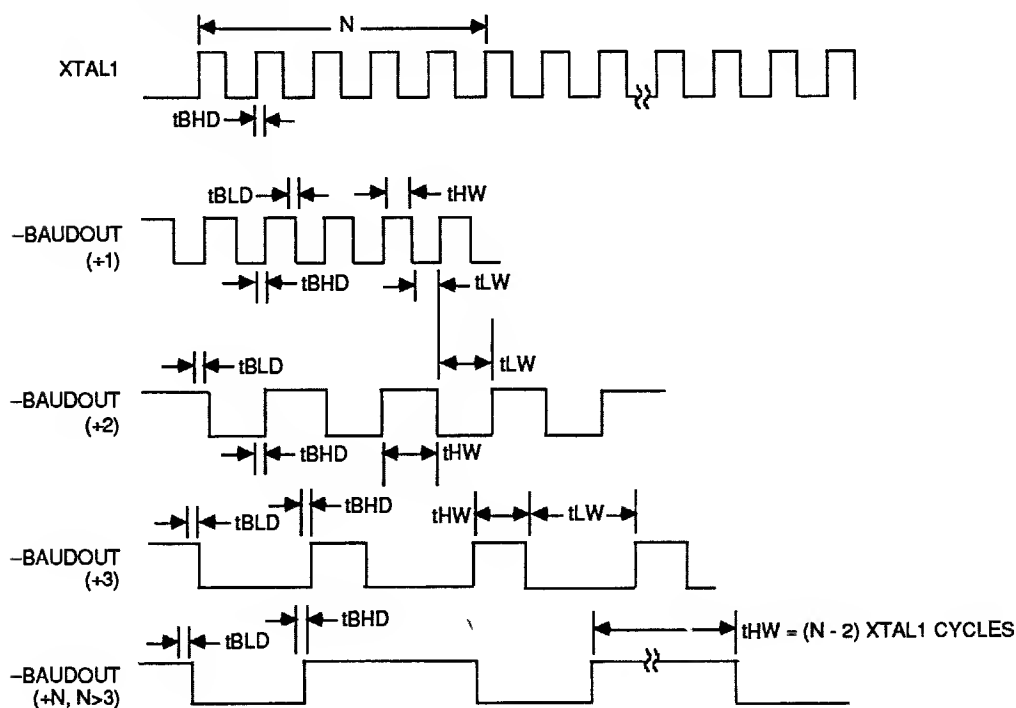 N
XTAL1
tBHD
tBLD
tHW
–BAUDOUT
(÷1)
tBHD
tLW
tBLD
tLW
–BAUDOUT
(÷2)
tBHD
tHW
tBHD
tBLD
tHW
tLW
–BAUDOUT
(÷3)
tBHD
tBLD
tHW = (N - 2) XTAL1 CYCLES
–BAUDOUT
(÷N, N>3)